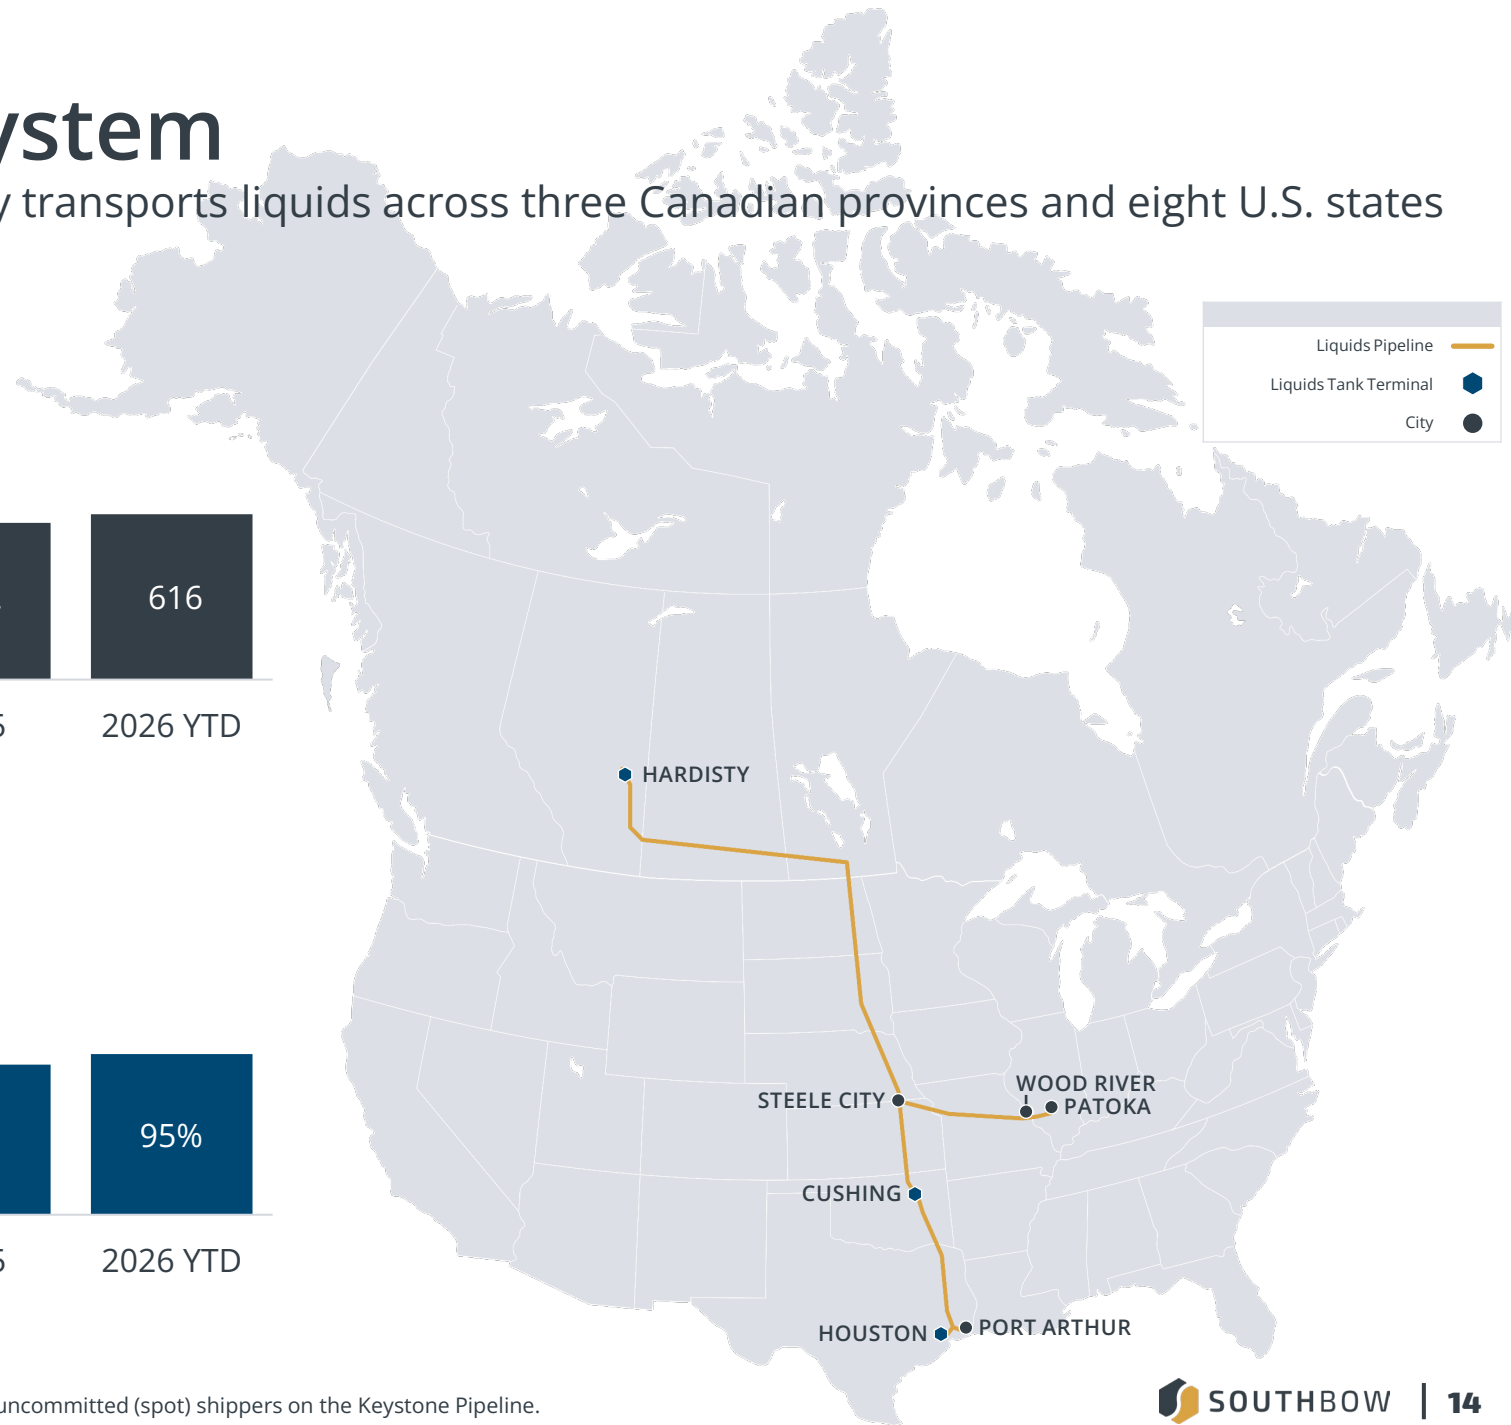 ystem
y transports liquids across three Canadian provinces and eight U.S. states
Liquids Pipeline
Liquids Tank Terminal
City
616
5
2026 YTD
HARDISTY
WOOD RIVER
STEELE CITY
PATOKA
95%
CUSHING
5
2026 YTD
HOUSTON
PORT ARTHUR
uncommitted (spot) shippers on the Keystone Pipeline.
SOUTHBOW
14